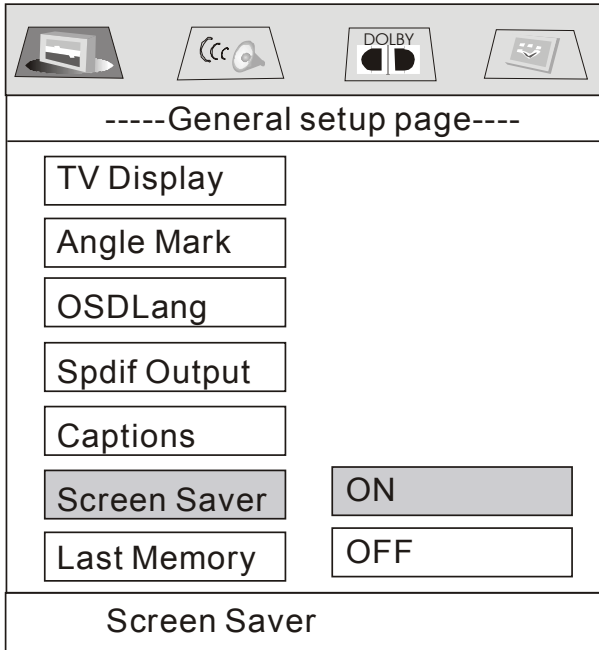 DOLBY
-----General setup page----
TV Display
Angle Mark
OSDLang
Spdif Output
Captions
Screen Saver
ON
Last Memory
OFF
Screen Saver